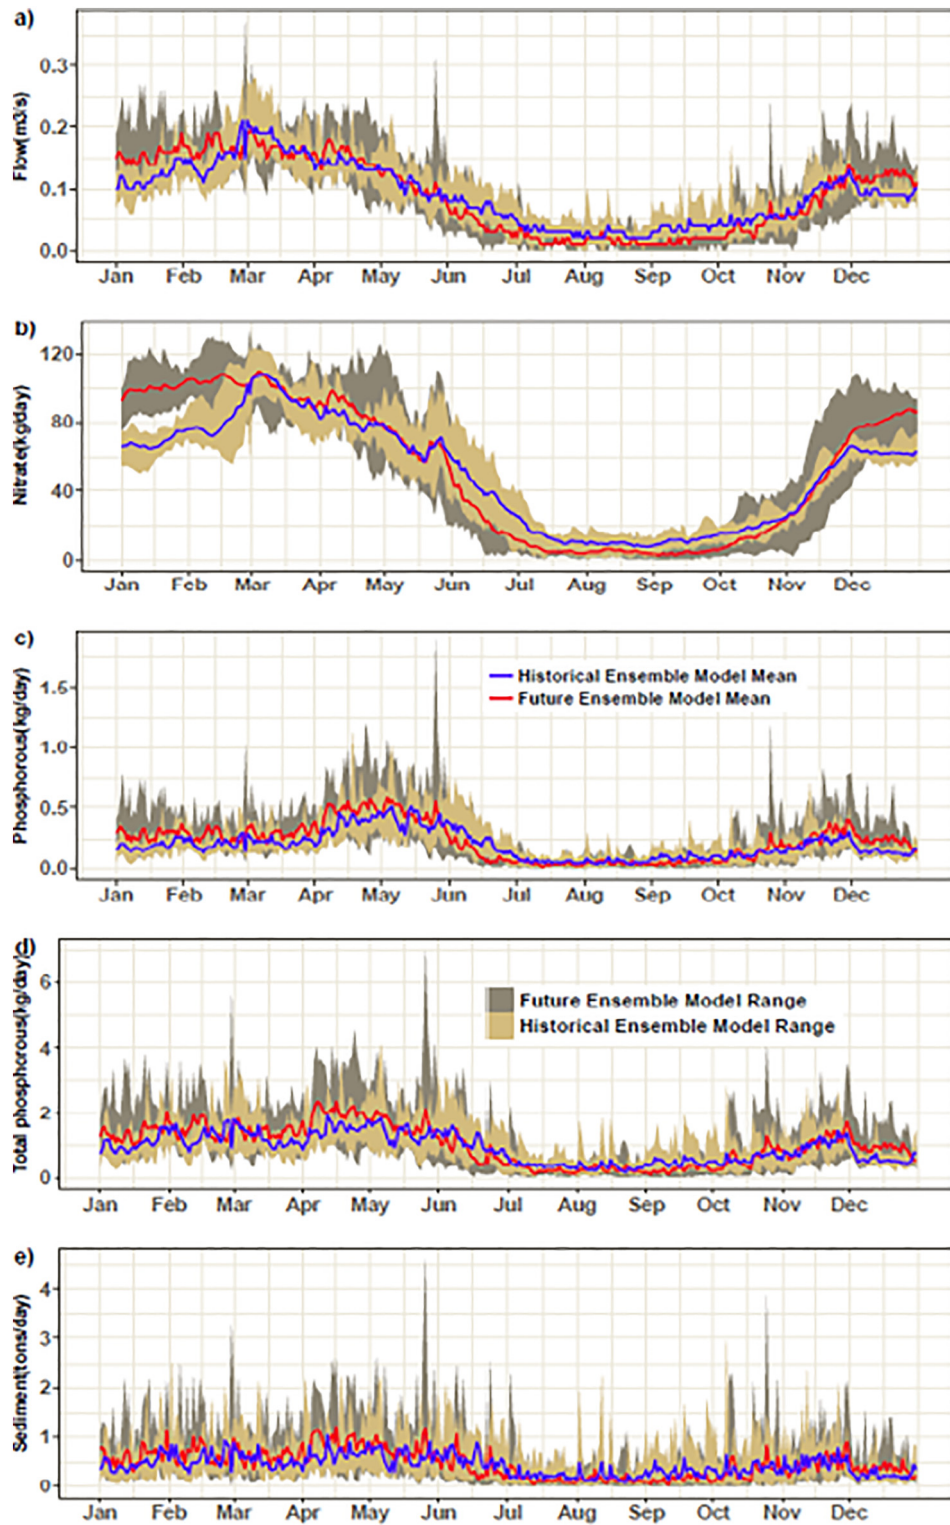 a)
Flow(m3/s)
0.3
0.2
0.1
0.0
Jan Feb Mar Apr May Jun Jul Aug Sep Oct Nov Dec
b)
Nitrate(kg/day)
120
80
40
0
Jan Feb Mar Apr May Jun Jul Aug Sep Oct Nov Dec
c)
Phosphorous(kg/day)
1.5
1.0
0.5
0.0
Historical Ensemble Model Mean
Future Ensemble Model Mean
Jan Feb Mar Apr May Jun Jul Aug Sep Oct Nov Dec
d)
Total phosphorous(kg/day)
6
4
2
0
Future Ensemble Model Range
Historical Ensemble Model Range
Jan Feb Mar Apr May Jun Jul Aug Sep Oct Nov Dec
e)
Sediment(tons/day)
4
3
2
1
0
Jan Feb Mar Apr May Jun Jul Aug Sep Oct Nov Dec